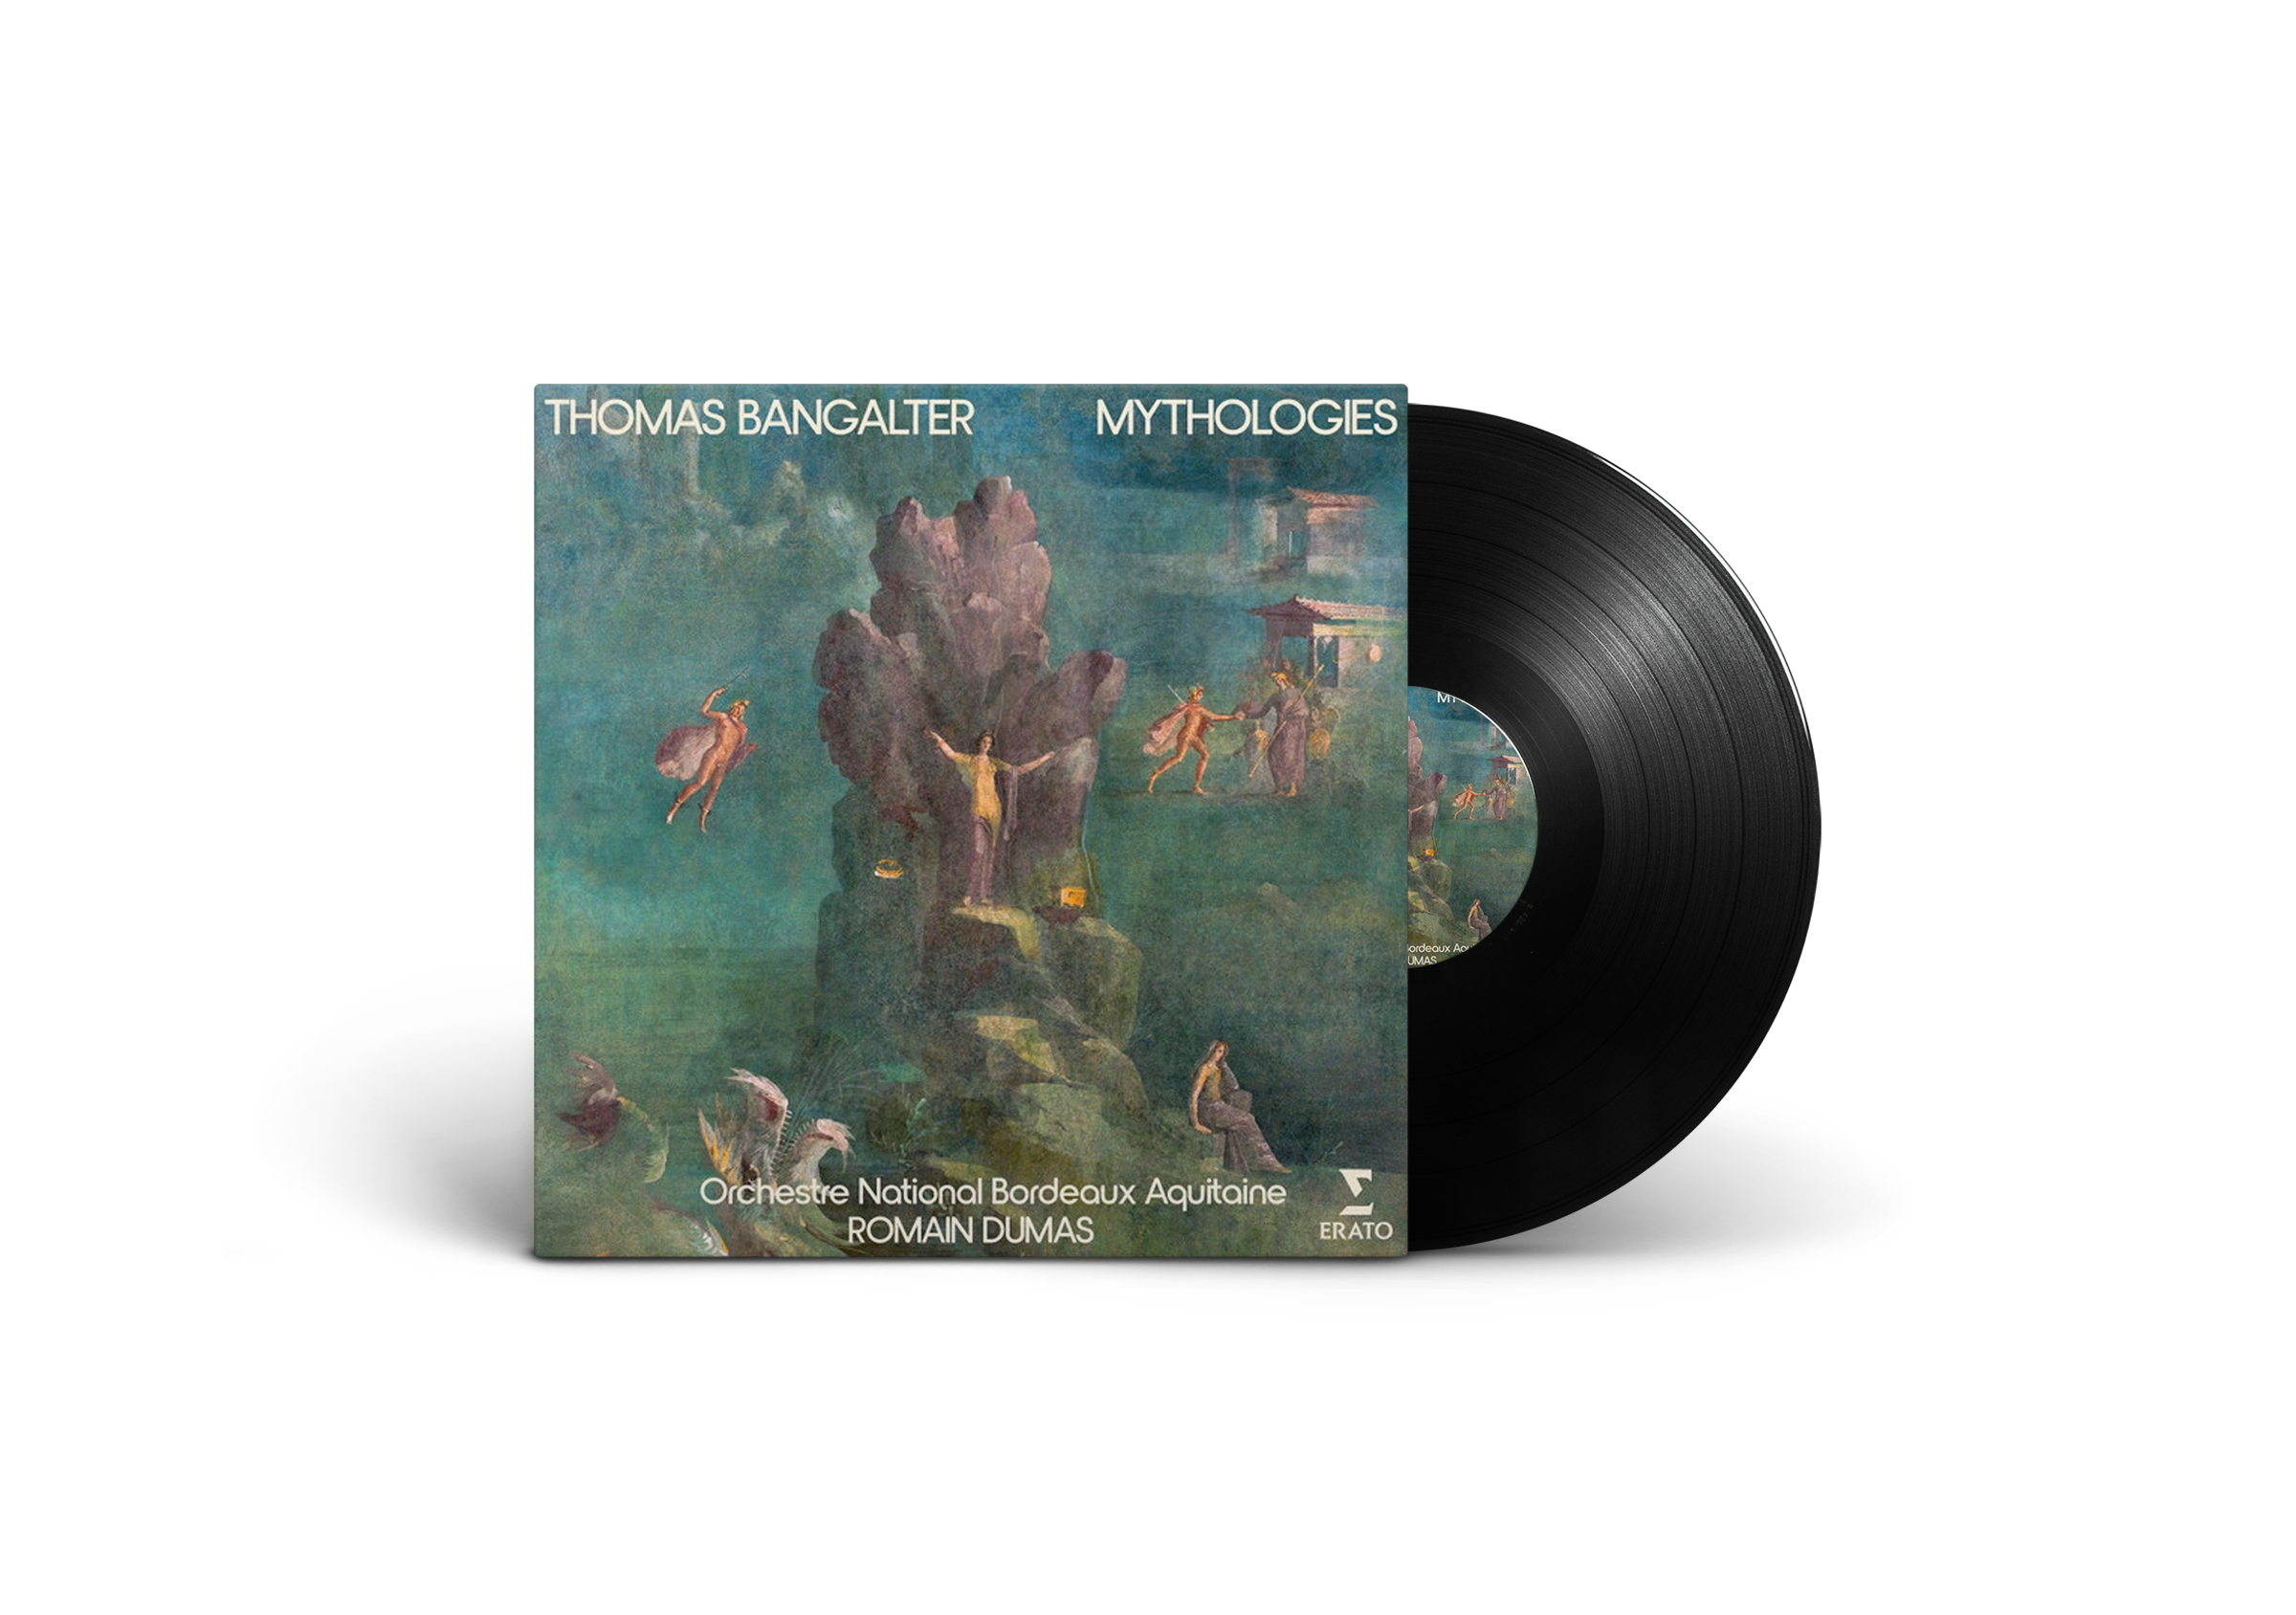 THOMAS BANGALTER MYTHOLOGIES
Orchestre National Bordeaux Aquitaine
ROMAIN DUMAS
ERATO